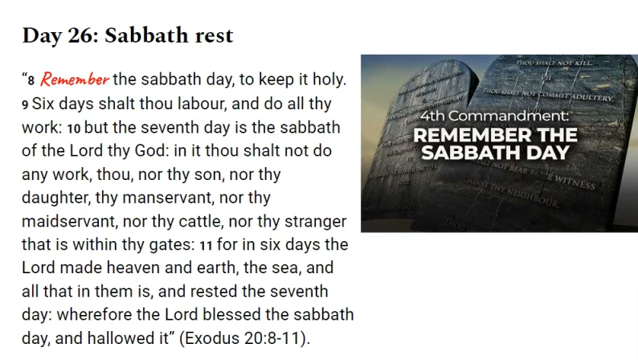 Day 26: Sabbath rest
“8 Remember the sabbath day, to keep it holy.
9 Six days shalt thou labour, and do all thy
work: 10 but the seventh day is the sabbath
of the Lord thy God: in it thou shalt not do
any work, thou, nor thy son, nor thy
daughter, thy manservant, nor thy
maidservant, nor thy cattle, nor thy stranger
that is within thy gates: 11 for in six days the
Lord made heaven and earth, the sea, and
all that in them is, and rested the seventh
day: wherefore the Lord blessed the sabbath
day, and hallowed it” (Exodus 20:8-11).
THOU SHALT NOT KILL.
THOU SHALT NOT COMMIT ADULTERY.
4th Commandment:
REMEMBER THE
SABBATH DAY
WITNESS
THY NEIGHBOUR.